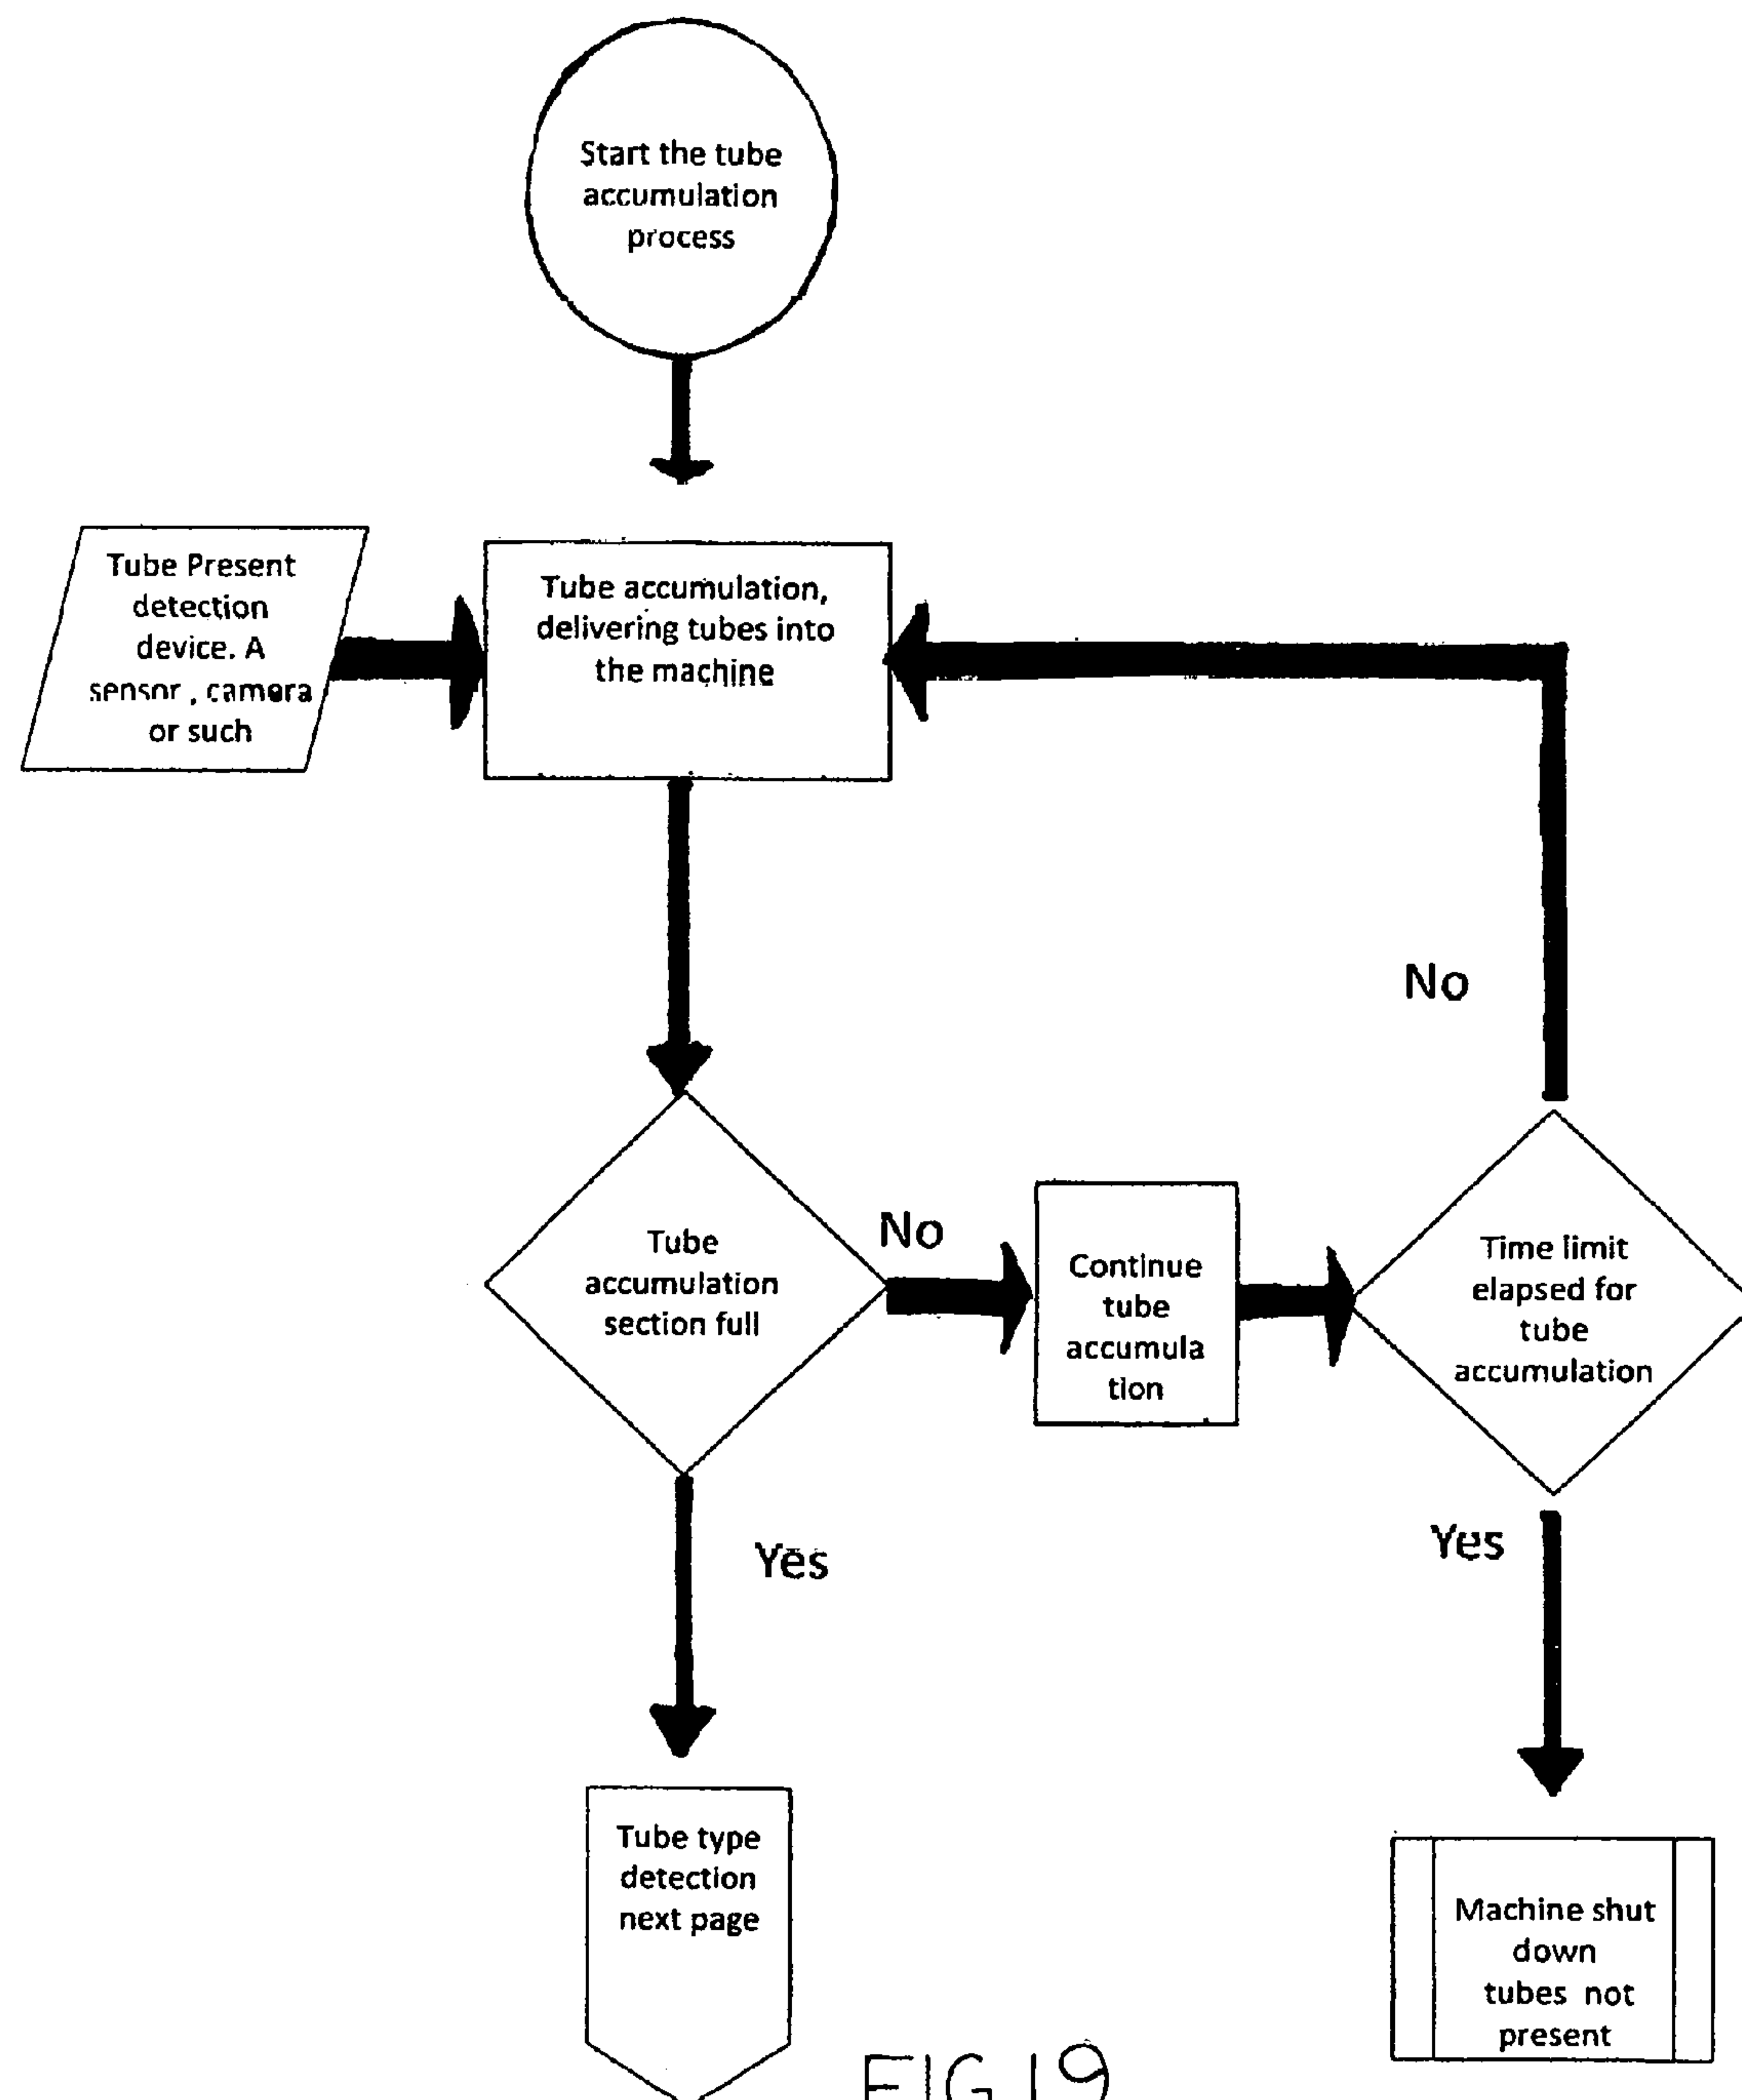 Start the tube
accumulation
process
Tube Present
detection
device. A
sensor , camera
or such
Tube accumulation,
delivering tubes into
the machine
No
Tube
accumulation
section full
No
Continue
tube
accumula
tion
Time limit
elapsed for
tube
accumulation
Yes
Yes
Tube type
detection
next page
Machine shut
down
tubes not
present
FIG 19